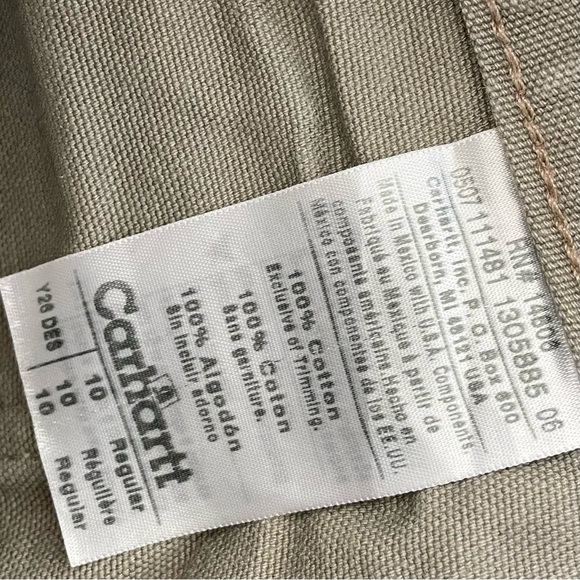 Carhartt
Y26 DES
10 Regular
10 Régulière
10 Regular
100% Cotton
Exclusive of Trimming.
100% Coton
Sans garniture.
100% Algodón
Sin incluir adorno
Made in Mexico with U.S.A. Components.
Fabriqué au Mexique à partir de
composants américains Hecho en
México con componentes de los EE.UU.
Carhartt, Inc. P.O. Box 600
Dearborn, MI 48121 USA
RN# 14806
0507111481 1305885 06